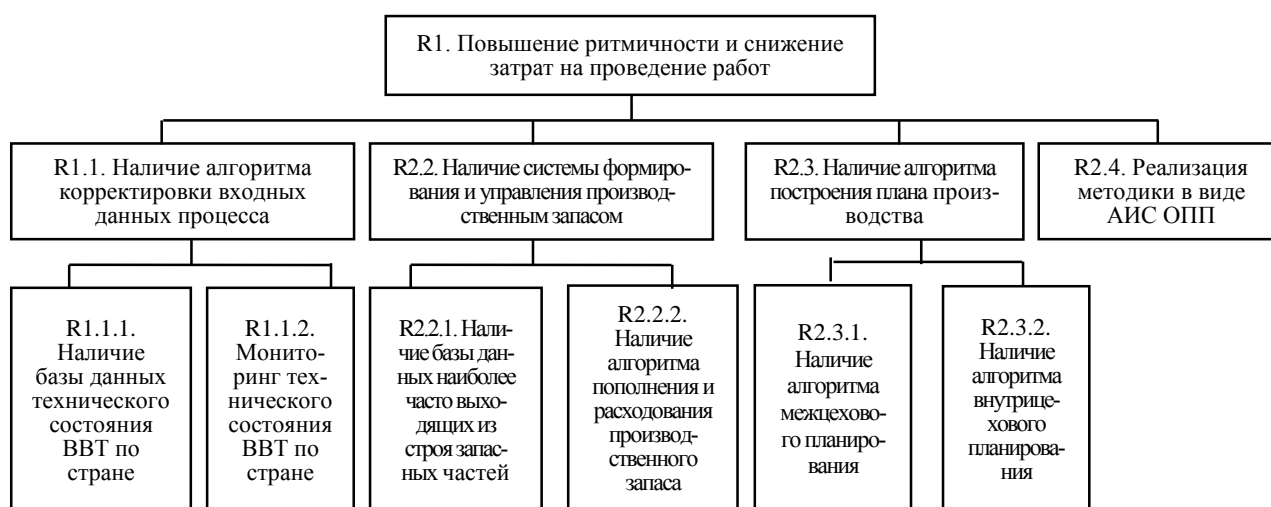 R1. Повышение ритмичности и снижение
затрат на проведение работ
R1.1. Наличие алгоритма
корректировки входных
данных процесса
R2.2. Наличие системы формиро-
вания и управления производ-
ственным запасом
R2.3. Наличие алгоритма
построения плана произ-
водства
R2.4. Реализация
методики в виде
АИС ОПП
R1.1.1.
Наличие
базы данных
технического
состояния
ВВТ по
стране
R1.1.2.
Монито-
ринг тех-
нического
состояния
ВВТ по
стране
R2.2.1. Нали-
чие базы дан-
ных наиболее
часто выхо-
дящих из
строя запас-
ных частей
R2.2.2.
Наличие
алгоритма
пополнения и
расходования
производ-
ственного
запаса
R2.3.1.
Наличие
алгоритма
межцехово-
го планиро-
вания
R2.3.2.
Наличие
алгоритма
внутрице-
хового
планирова-
ния